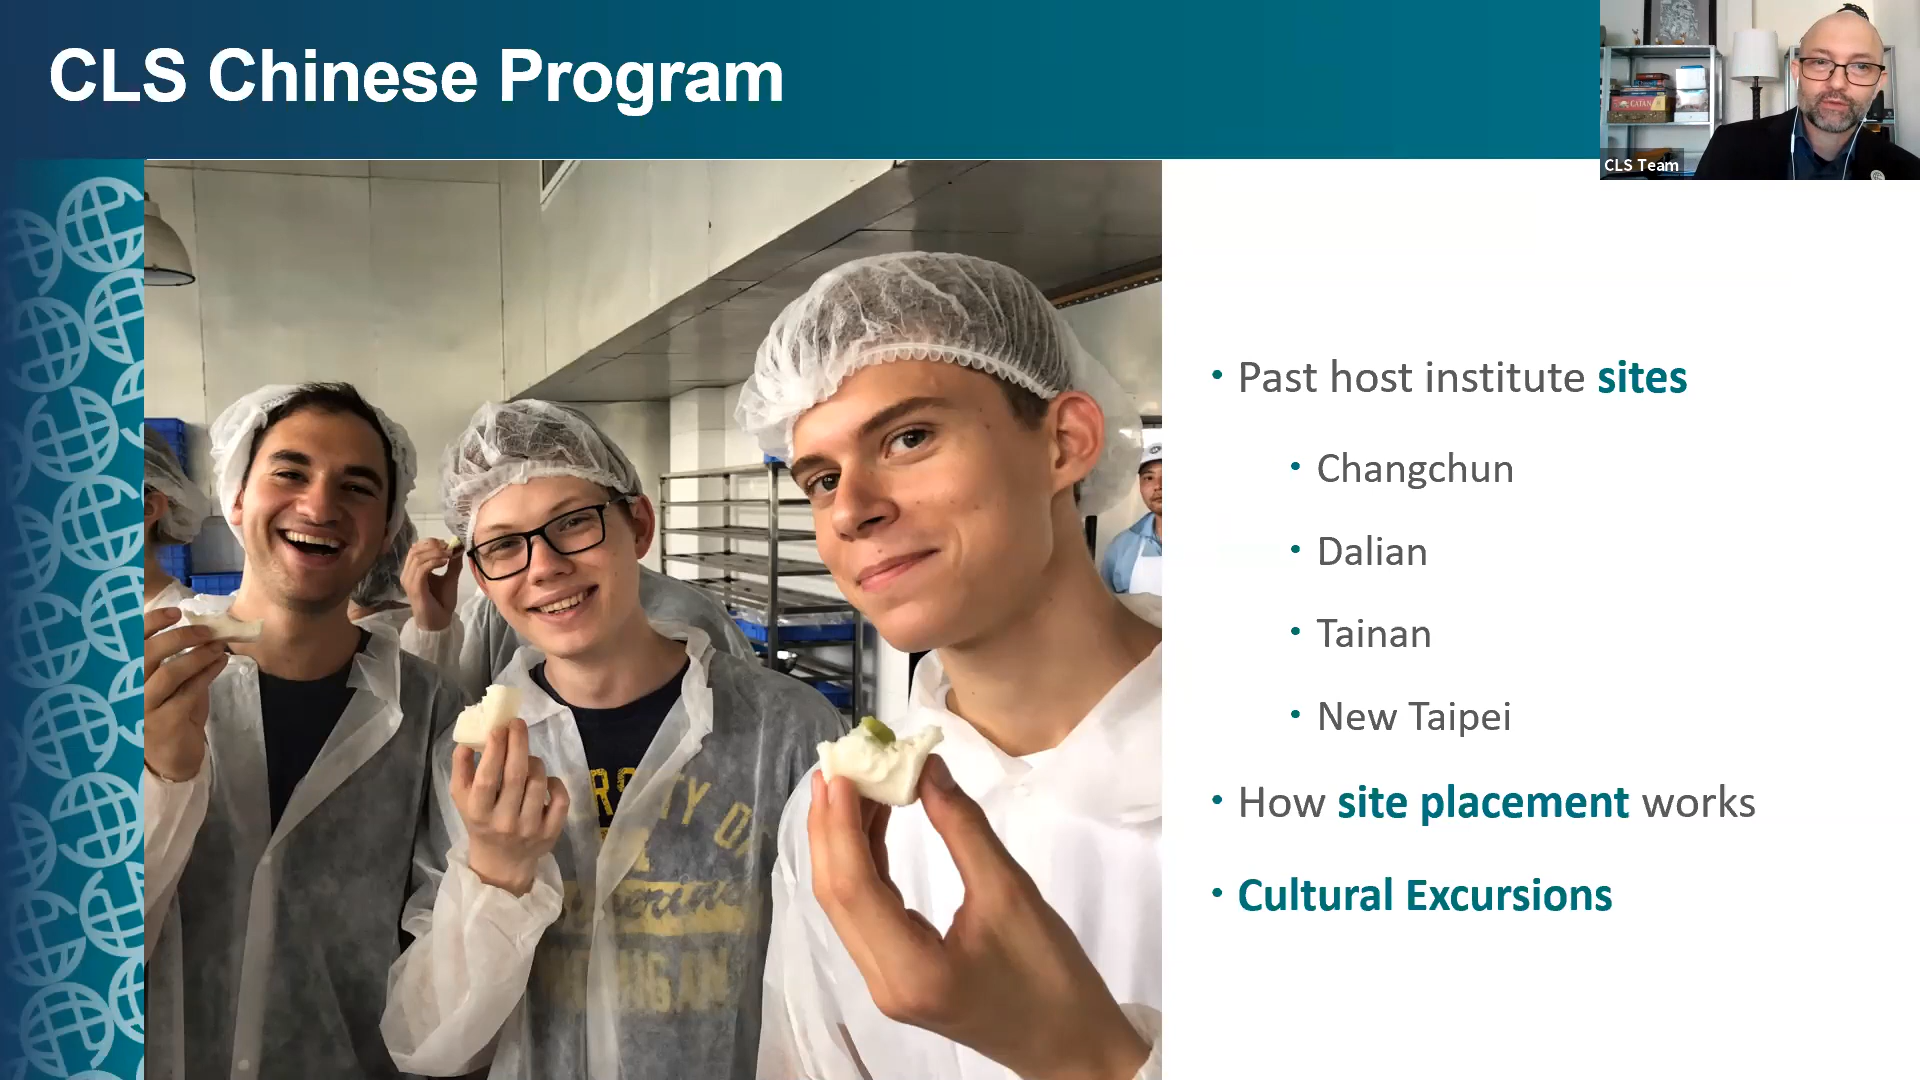 CLS Chinese Program
CATAN
CLS Team
• Past host institute sites
• Changchun
• Dalian
• Tainan
• New Taipei
• How site placement works
• Cultural Excursions